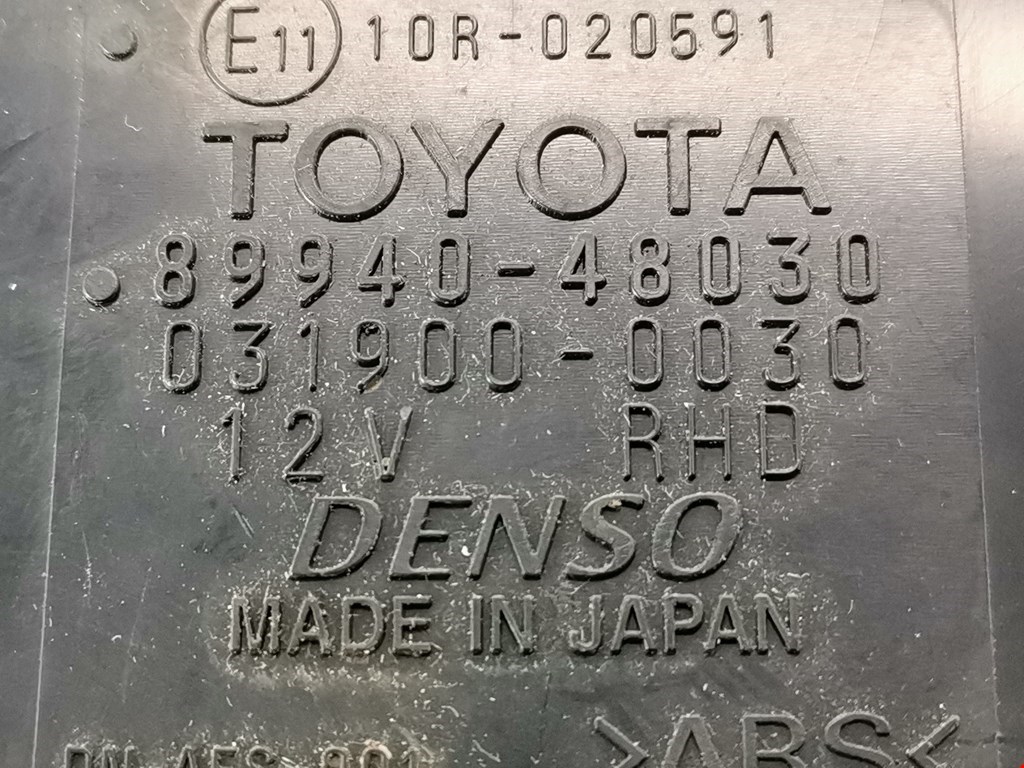 E11 10R-020591
TOYOTA
89940-48030
031900-0030
12V RHD
DENSO
MADE IN JAPAN
>ABS<